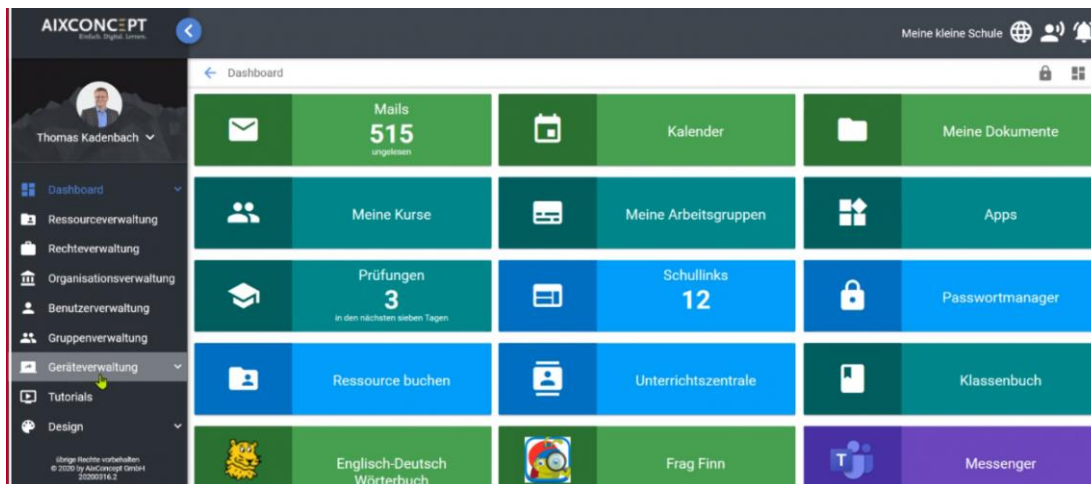 AIXCONCEPT
Einfach. Digital. Lernen.
Meine kleine Schule
Dashboard
Thomas Kadenbach
Dashboard
Ressourceverwaltung
Rechteverwaltung
Organisationsverwaltung
Benutzerverwaltung
Gruppenverwaltung
Geräteverwaltung
Tutorials
Design
übrige Rechte vorbehalten
© 2020 by AixConcept GmbH
20200316.2
Mails
515
ungelesen
Kalender
Meine Dokumente
Meine Kurse
Meine Arbeitsgruppen
Apps
Prüfungen
3
in den nächsten sieben Tagen
Schullinks
12
Passwortmanager
Ressource buchen
Unterrichtszentrale
Klassenbuch
Englisch-Deutsch
Wörterbuch
Frag Finn
T
Messenger